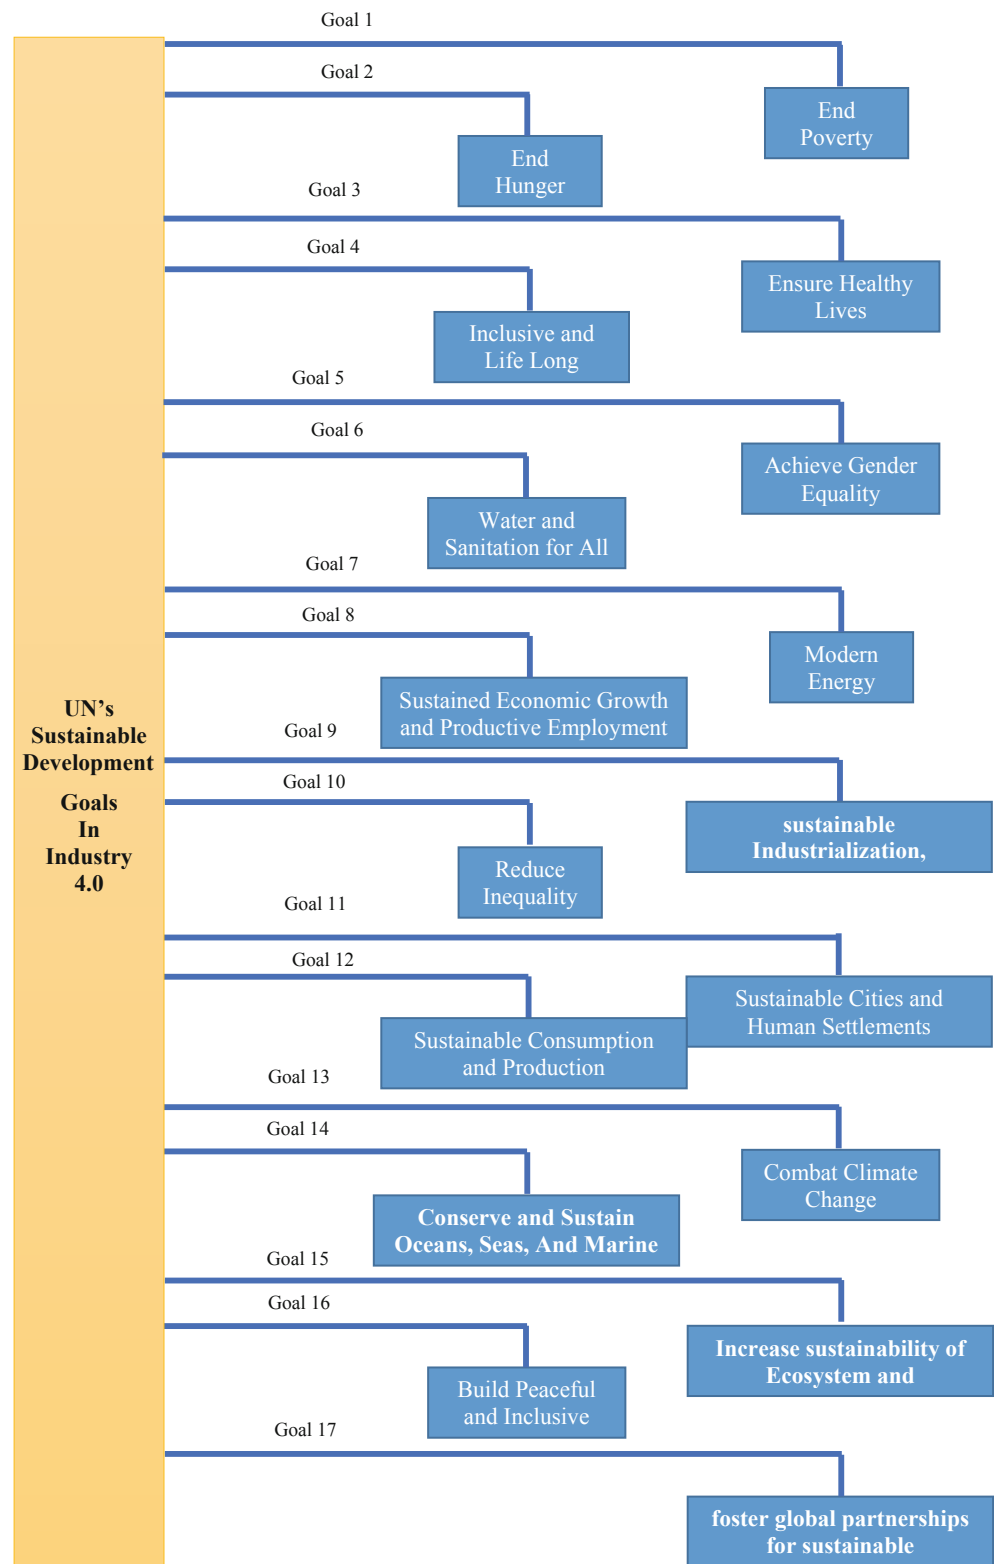 Goal 1
End
Poverty
Goal 2
End
Hunger
Goal 3
Ensure Healthy
Lives
Goal 4
Inclusive and
Life Long
Goal 5
Achieve Gender
Equality
Goal 6
Water and
Sanitation for All
Goal 7
Modern
Energy
Goal 8
Sustained Economic Growth
and Productive Employment
UN’s
Sustainable
Development
Goals
In
Industry
4.0
Goal 9
sustainable
Industrialization,
Goal 10
Reduce
Inequality
Goal 11
Sustainable Cities and
Human Settlements
Goal 12
Sustainable Consumption
and Production
Goal 13
Combat Climate
Change
Goal 14
Conserve and Sustain
Oceans, Seas, And Marine
Goal 15
Increase sustainability of
Ecosystem and
Goal 16
Build Peaceful
and Inclusive
Goal 17
foster global partnerships
for sustainable